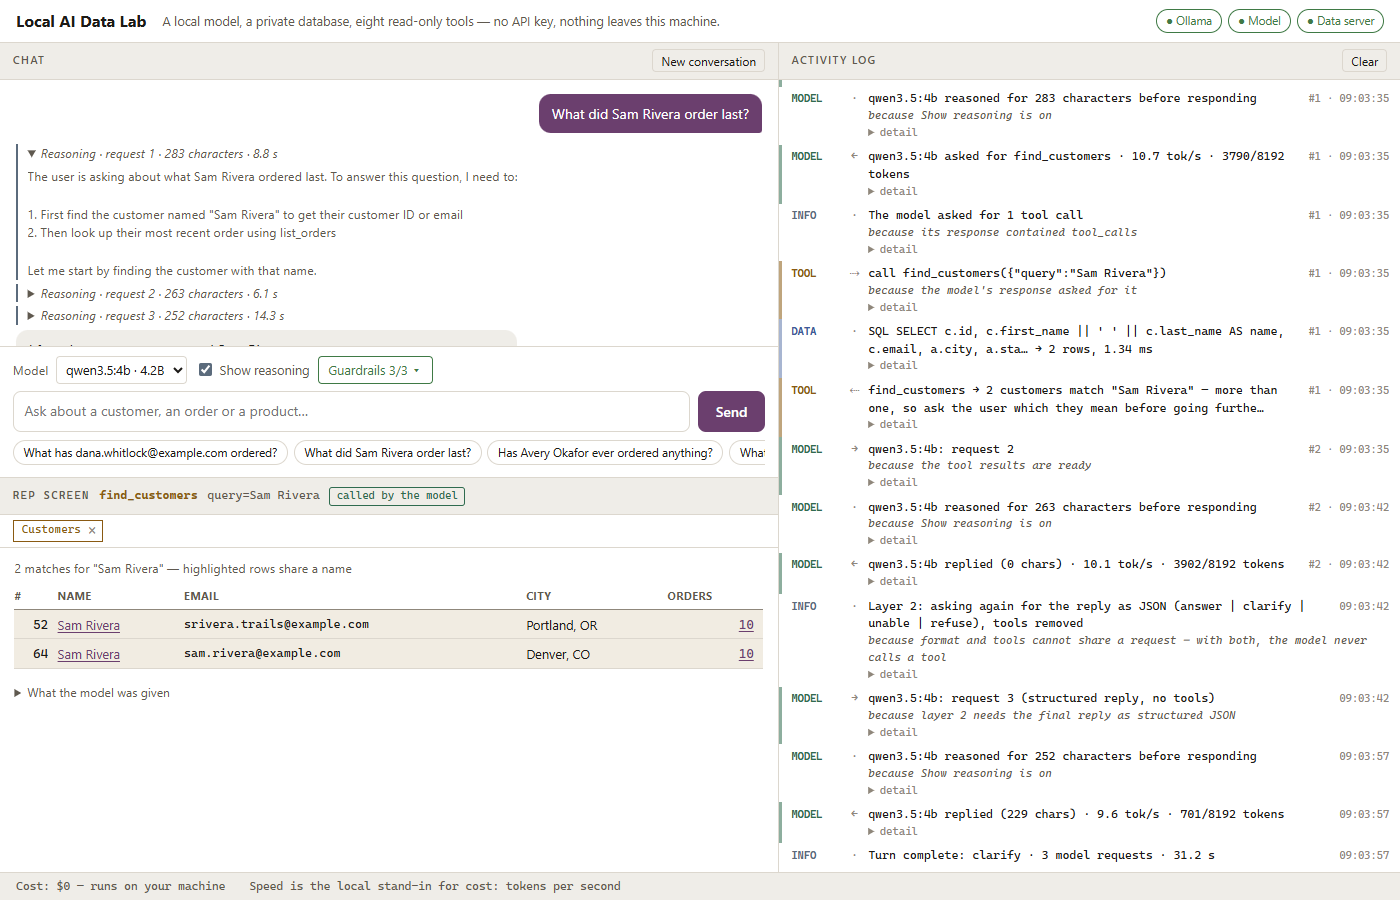 Local AI Data Lab A local model, a private database, eight read-only tools — no API key, nothing leaves this machine. ● Ollama ● Model ● Data server
CHAT New conversation
What did Sam Rivera order last?
▼ Reasoning · request 1 · 283 characters · 8.8 s
The user is asking about what Sam Rivera ordered last. To answer this question, I need to:
1. First find the customer named "Sam Rivera" to get their customer ID or email
2. Then look up their most recent order using list_orders
Let me start by finding the customer with that name.
▶ Reasoning · request 2 · 263 characters · 6.1 s
▶ Reasoning · request 3 · 252 characters · 14.3 s
Model qwen3.5:4b · 4.2B Show reasoning Guardrails 3/3
Ask about a customer, an order or a product...
Send
What has dana.whitlock@example.com ordered? What did Sam Rivera order last? Has Avery Okafor ever ordered anything? What
REP SCREEN find_customers query=Sam Rivera called by the model
Customers ×
2 matches for "Sam Rivera" — highlighted rows share a name
# NAME EMAIL CITY ORDERS
52 Sam Rivera srivera.trails@example.com Portland, OR 10
64 Sam Rivera sam.rivera@example.com Denver, CO 10
▶ What the model was given
ACTIVITY LOG Clear
MODEL · qwen3.5:4b reasoned for 283 characters before responding #1 · 09:03:35
because Show reasoning is on
▶ detail
MODEL ← qwen3.5:4b asked for find_customers · 10.7 tok/s · 3790/8192 #1 · 09:03:35
tokens
▶ detail
INFO · The model asked for 1 tool call #1 · 09:03:35
because its response contained tool_calls
▶ detail
TOOL → call find_customers({"query":"Sam Rivera"}) #1 · 09:03:35
because the model's response asked for it
▶ detail
DATA · SQL SELECT c.id, c.first_name || ' ' || c.last_name AS name, #1 · 09:03:35
c.email, a.city, a.sta… → 2 rows, 1.34 ms
▶ detail
TOOL ← find_customers → 2 customers match "Sam Rivera" — more than #1 · 09:03:35
one, so ask the user which they mean before going furthe…
▶ detail
MODEL → qwen3.5:4b: request 2 #2 · 09:03:35
because the tool results are ready
▶ detail
MODEL · qwen3.5:4b reasoned for 263 characters before responding #2 · 09:03:42
because Show reasoning is on
▶ detail
MODEL ← qwen3.5:4b replied (0 chars) · 10.1 tok/s · 3902/8192 tokens #2 · 09:03:42
▶ detail
INFO · Layer 2: asking again for the reply as JSON (answer | clarify | 09:03:42
unable | refuse), tools removed
because format and tools cannot share a request — with both, the model never
calls a tool
▶ detail
MODEL → qwen3.5:4b: request 3 (structured reply, no tools) 09:03:42
because layer 2 needs the final reply as structured JSON
▶ detail
MODEL · qwen3.5:4b reasoned for 252 characters before responding 09:03:57
because Show reasoning is on
▶ detail
MODEL ← qwen3.5:4b replied (229 chars) · 9.6 tok/s · 701/8192 tokens 09:03:57
▶ detail
INFO · Turn complete: clarify · 3 model requests · 31.2 s 09:03:57
Cost: $0 — runs on your machine Speed is the local stand-in for cost: tokens per second